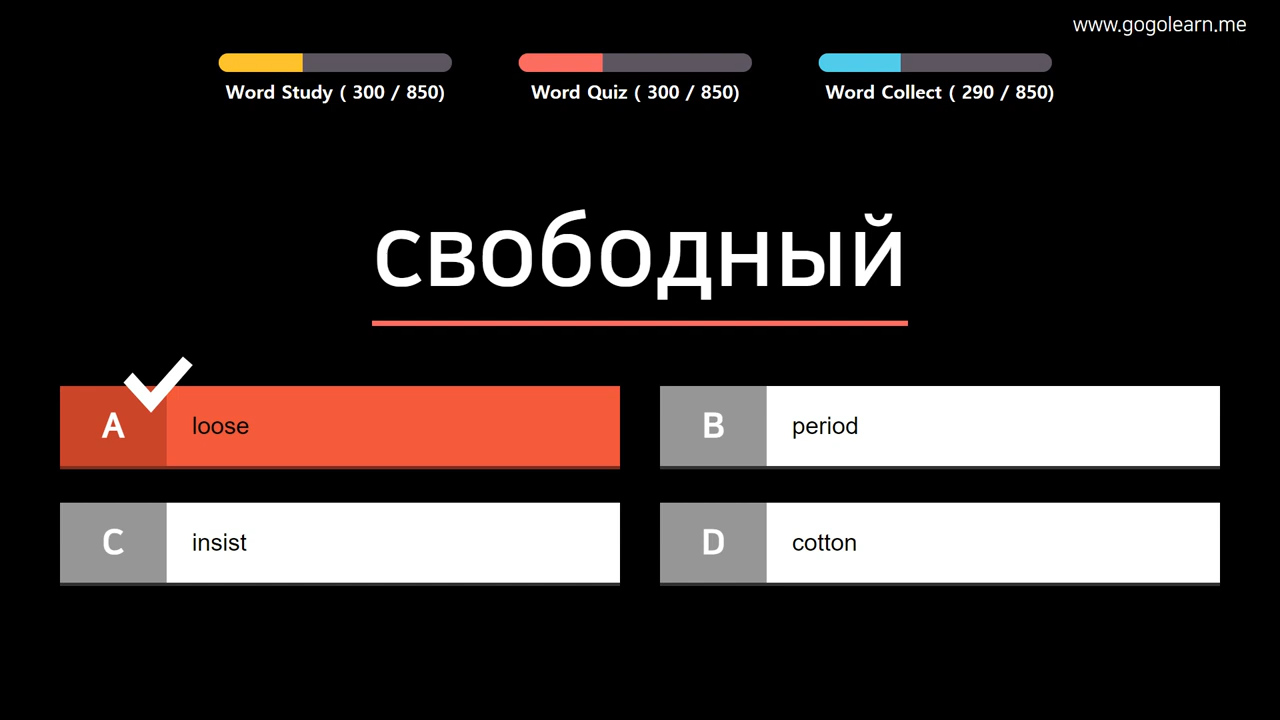 www.gogolearn.me
Word Study ( 300 / 850)
Word Quiz ( 300 / 850)
Word Collect ( 290 / 850)
свободный
A loose
B period
C insist
D cotton